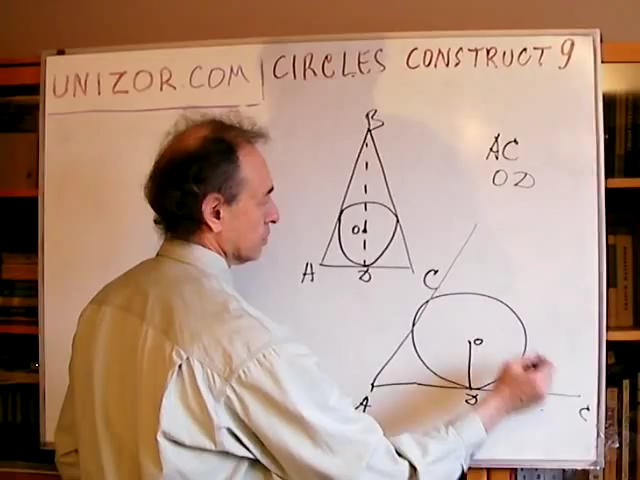 UNIZOR.COM | CIRCLES CONSTRUCT 9
B
AC
OD
O
A D
C
O
A D C